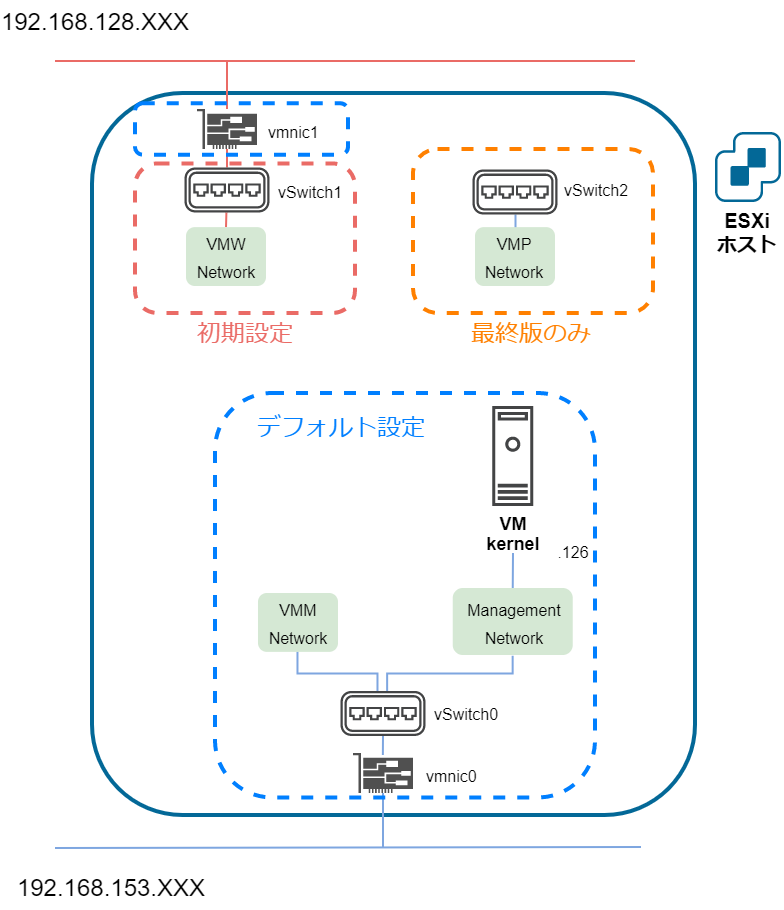 192.168.128.XXX
vmnic1
vSwitch1
vSwitch2
ESXi
ホスト
VMW
Network
VMP
Network
初期設定
最終版のみ
デフォルト設定
VM
kernel
.126
VMM
Network
Management
Network
vSwitch0
vmnic0
192.168.153.XXX